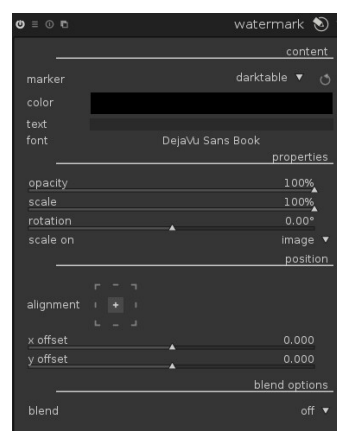 watermark
content
marker darktable
color
text
font DejaVu Sans Book
properties
opacity 100%
scale 100%
rotation 0.00°
scale on image
position
alignment
x offset 0.000
y offset 0.000
blend options
blend off